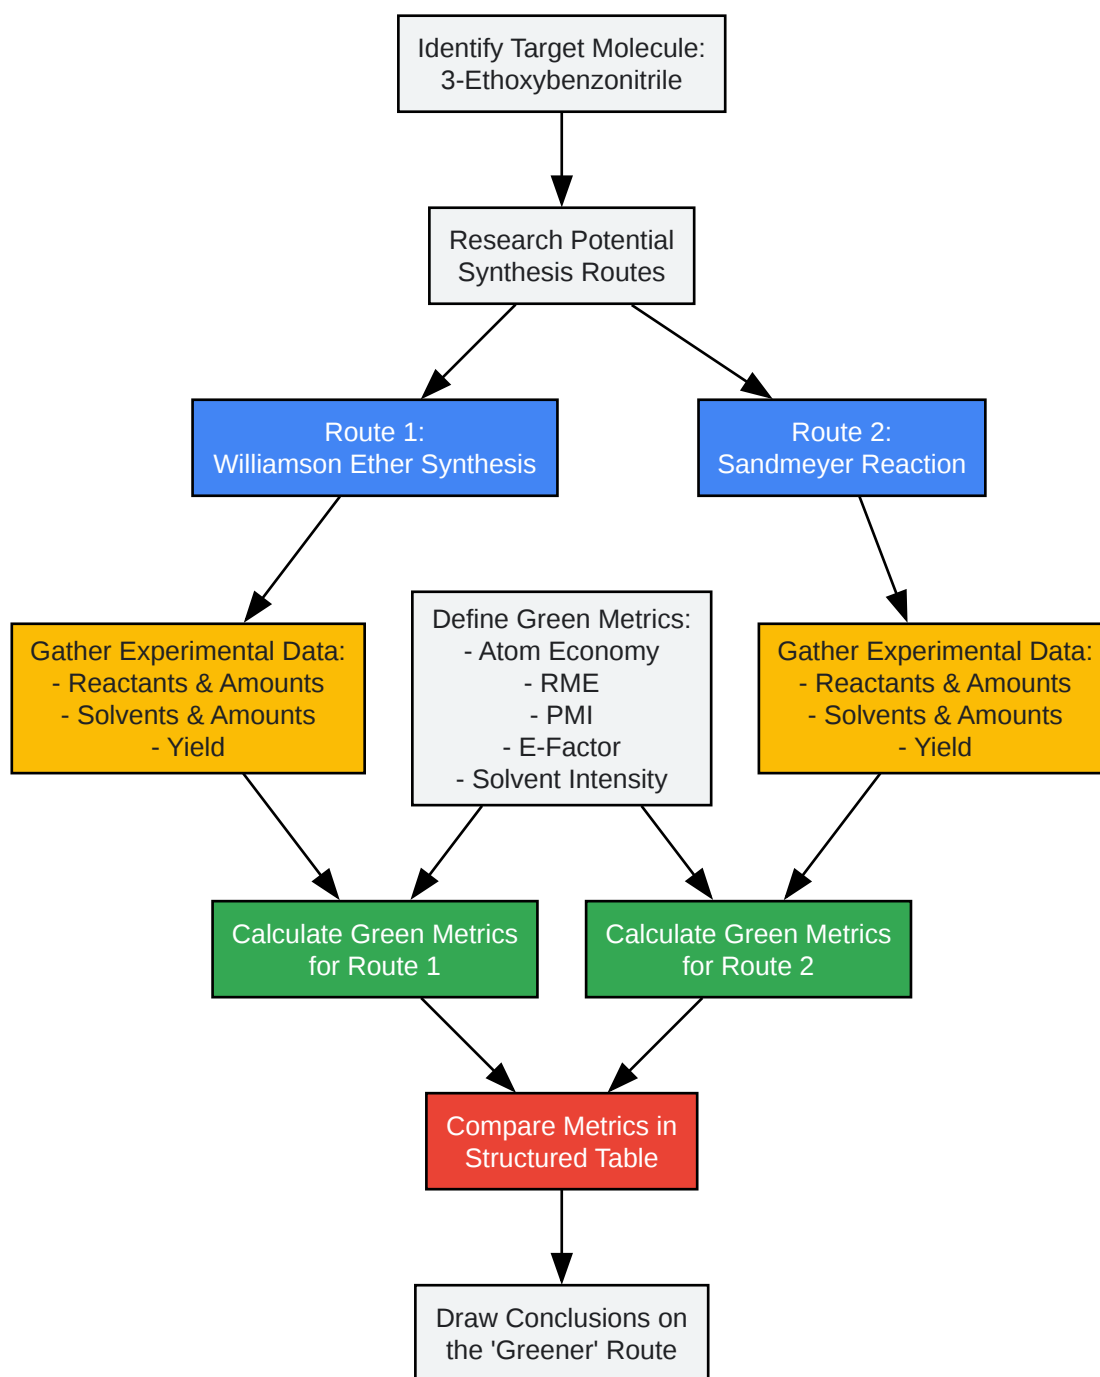 Identify Target Molecule:
3-Ethoxybenzonitrile
Research Potential
Synthesis Routes
Route 1:
Williamson Ether Synthesis
Route 2:
Sandmeyer Reaction
Gather Experimental Data:
- Reactants & Amounts
- Solvents & Amounts
- Yield
Define Green Metrics:
- Atom Economy
- RME
- PMI
- E-Factor
- Solvent Intensity
Gather Experimental Data:
- Reactants & Amounts
- Solvents & Amounts
- Yield
Calculate Green Metrics
for Route 1
Calculate Green Metrics
for Route 2
Compare Metrics in
Structured Table
Draw Conclusions on
the 'Greener' Route